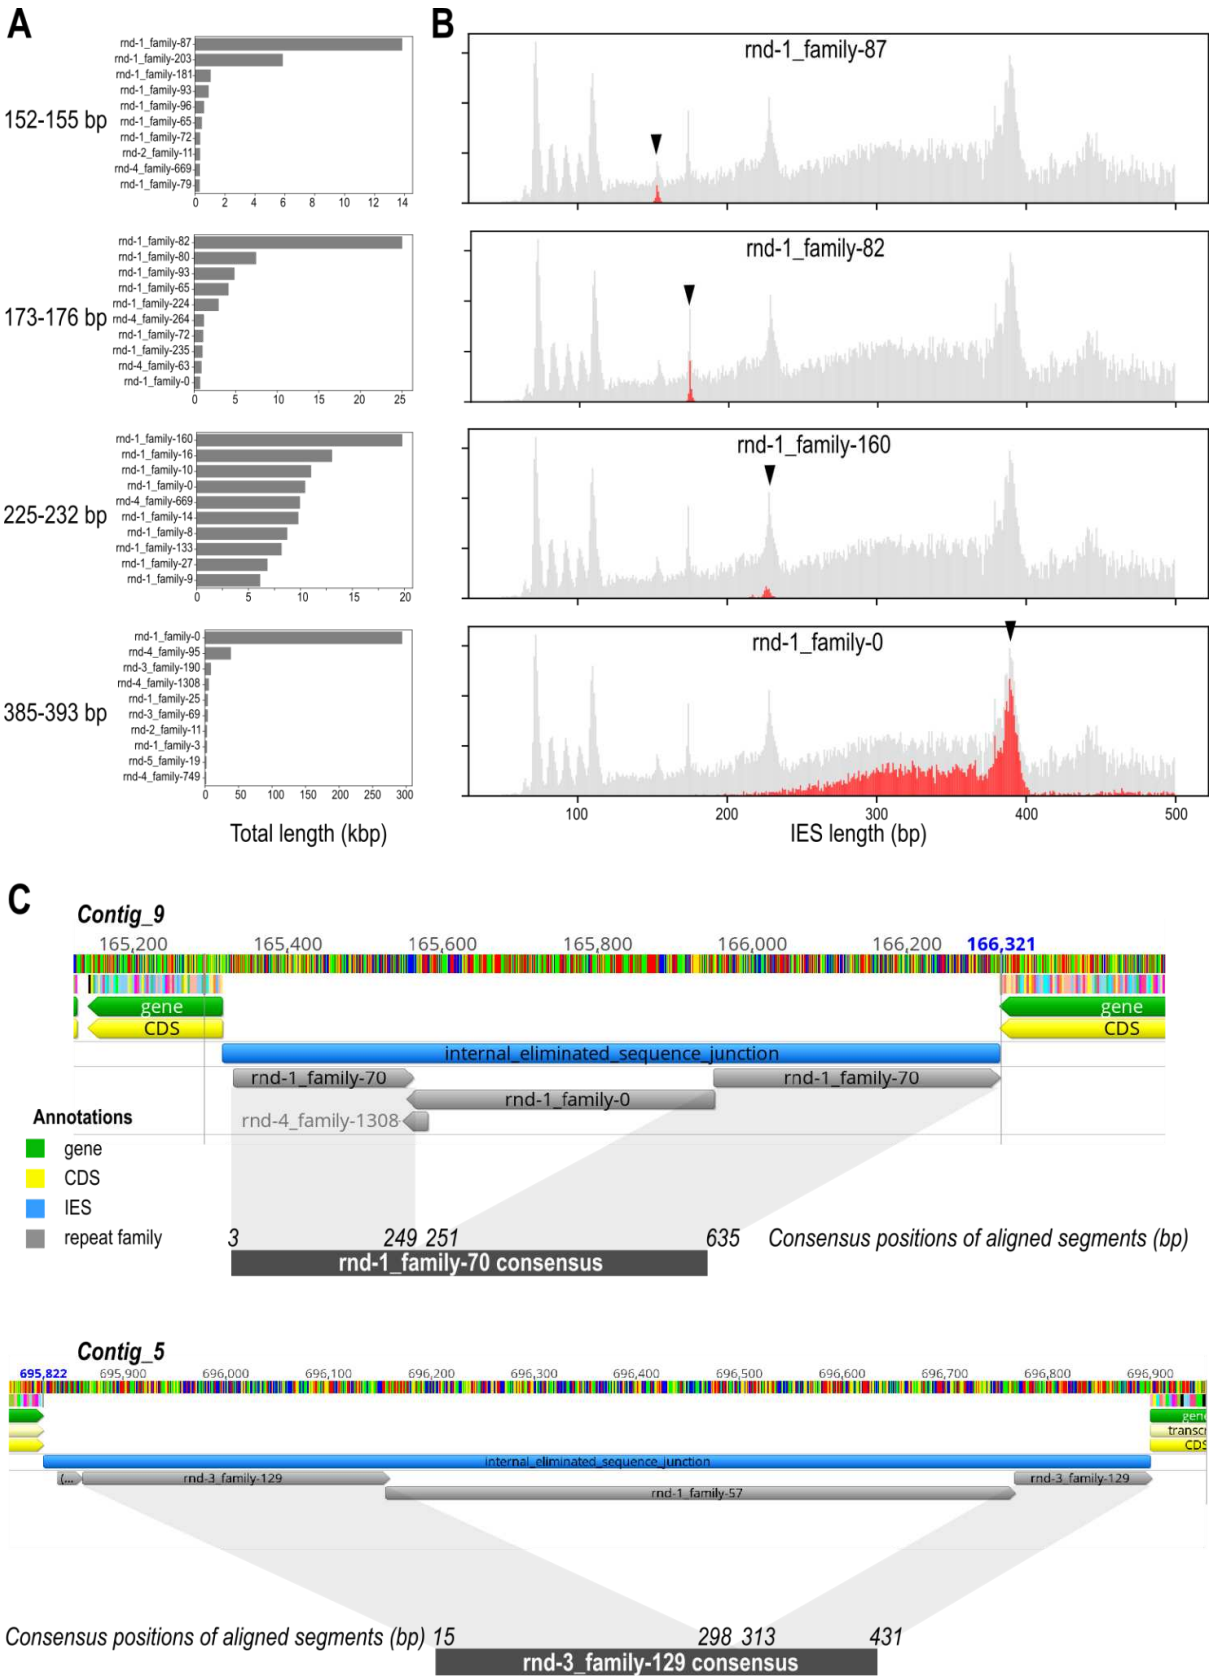 A
B
152-155 bp
rnd-1_family-87
rnd-1_family-203
rnd-1_family-181
rnd-1_family-93
rnd-1_family-96
rnd-1_family-65
rnd-1_family-72
rnd-2_family-11
rnd-4_family-669
rnd-1_family-79
0 2 4 6 8 10 12 14
rnd-1_family-87
173-176 bp
rnd-1_family-82
rnd-1_family-80
rnd-1_family-93
rnd-1_family-65
rnd-1_family-224
rnd-4_family-264
rnd-1_family-72
rnd-1_family-235
rnd-4_family-63
rnd-1_family-0
0 5 10 15 20 25
rnd-1_family-82
225-232 bp
rnd-1_family-160
rnd-1_family-16
rnd-1_family-10
rnd-1_family-0
rnd-4_family-669
rnd-1_family-14
rnd-1_family-8
rnd-1_family-133
rnd-1_family-27
rnd-1_family-9
0 5 10 15 20
rnd-1_family-160
385-393 bp
rnd-1_family-0
rnd-4_family-95
rnd-3_family-190
rnd-4_family-1308
rnd-1_family-25
rnd-3_family-69
rnd-2_family-11
rnd-1_family-3
rnd-5_family-19
rnd-4_family-749
0 50 100 150 200 250 300
Total length (kbp)
rnd-1_family-0
100 200 300 400 500
IES length (bp)
C
Contig_9
165,200 165,400 165,600 165,800 166,000 166,200 166,321
gene gene
CDS CDS
internal_eliminated_sequence_junction
rnd-1_family-70 rnd-1_family-70
rnd-1_family-0
rnd-4_family-1308
Annotations
gene
CDS
IES
repeat family
3 249 251 635 Consensus positions of aligned segments (bp)
rnd-1_family-70 consensus
Contig_5
695,822 695,900 696,000 696,100 696,200 696,300 696,400 696,500 696,600 696,700 696,800 696,900
gene
transcr
CDS
internal_eliminated_sequence_junction
(... rnd-3_family-129 rnd-3_family-129
rnd-1_family-57
Consensus positions of aligned segments (bp) 15 298 313 431
rnd-3_family-129 consensus